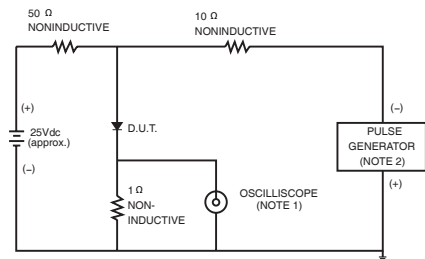 50 Ω
NONINDUCTIVE
10 Ω
NONINDUCTIVE
(+)
25Vdc
(approx.)
(−)
D.U.T.
1 Ω
NON-
INDUCTIVE
OSCILLISCOPE
(NOTE 1)
(−)
PULSE
GENERATOR
(NOTE 2)
(+)